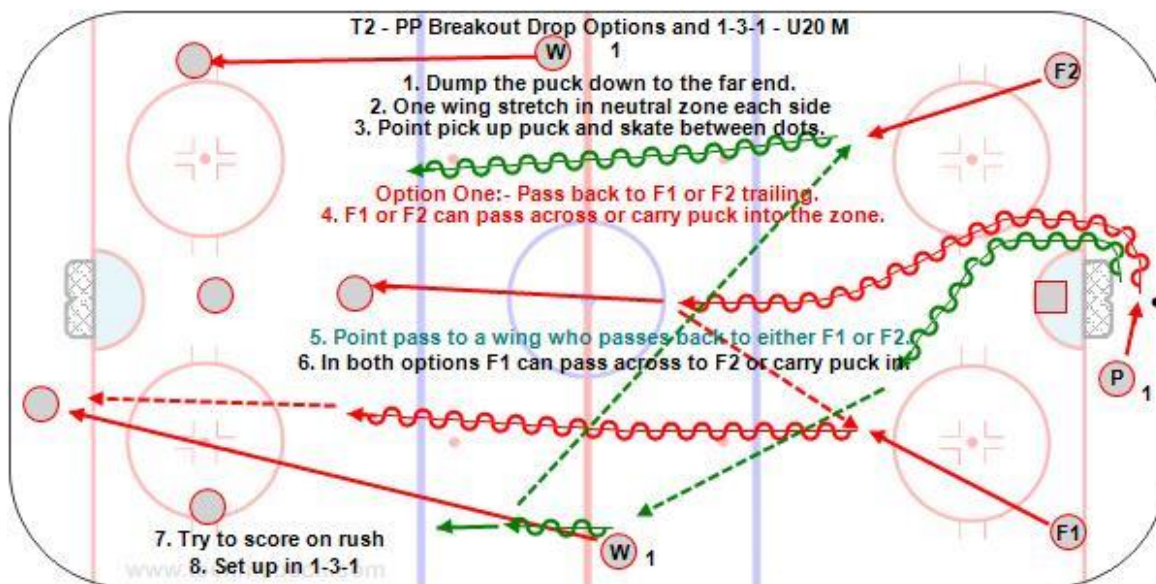 T2 - PP Breakout Drop Options and 1-3-1 - U20 M
W 1
F2
1. Dump the puck down to the far end.
2. One wing stretch in neutral zone each side
3. Point pick up puck and skate between dots.
Option One:- Pass back to F1 or F2 trailing.
4. F1 or F2 can pass across or carry puck into the zone.
5. Point pass to a wing who passes back to either F1 or F2.
6. In both options F1 can pass across to F2 or carry puck in.
P 1
F1
W 1
7. Try to score on rush
8. Set up in 1-3-1